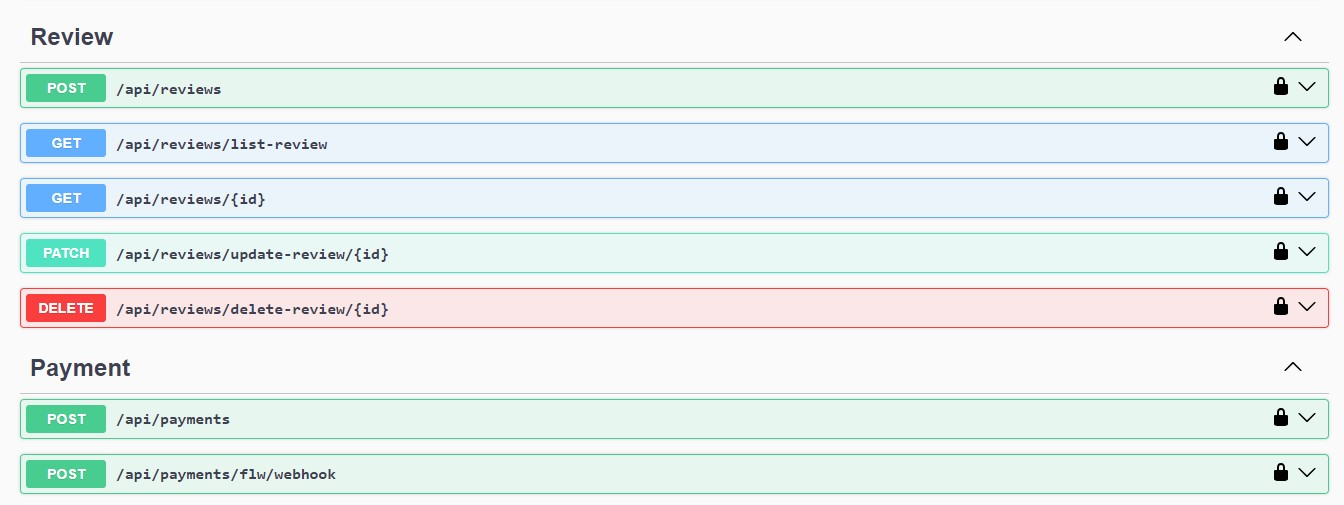 Review
POST /api/reviews
GET /api/reviews/list-review
GET /api/reviews/{id}
PATCH /api/reviews/update-review/{id}
DELETE /api/reviews/delete-review/{id}
Payment
POST /api/payments
POST /api/payments/flw/webhook